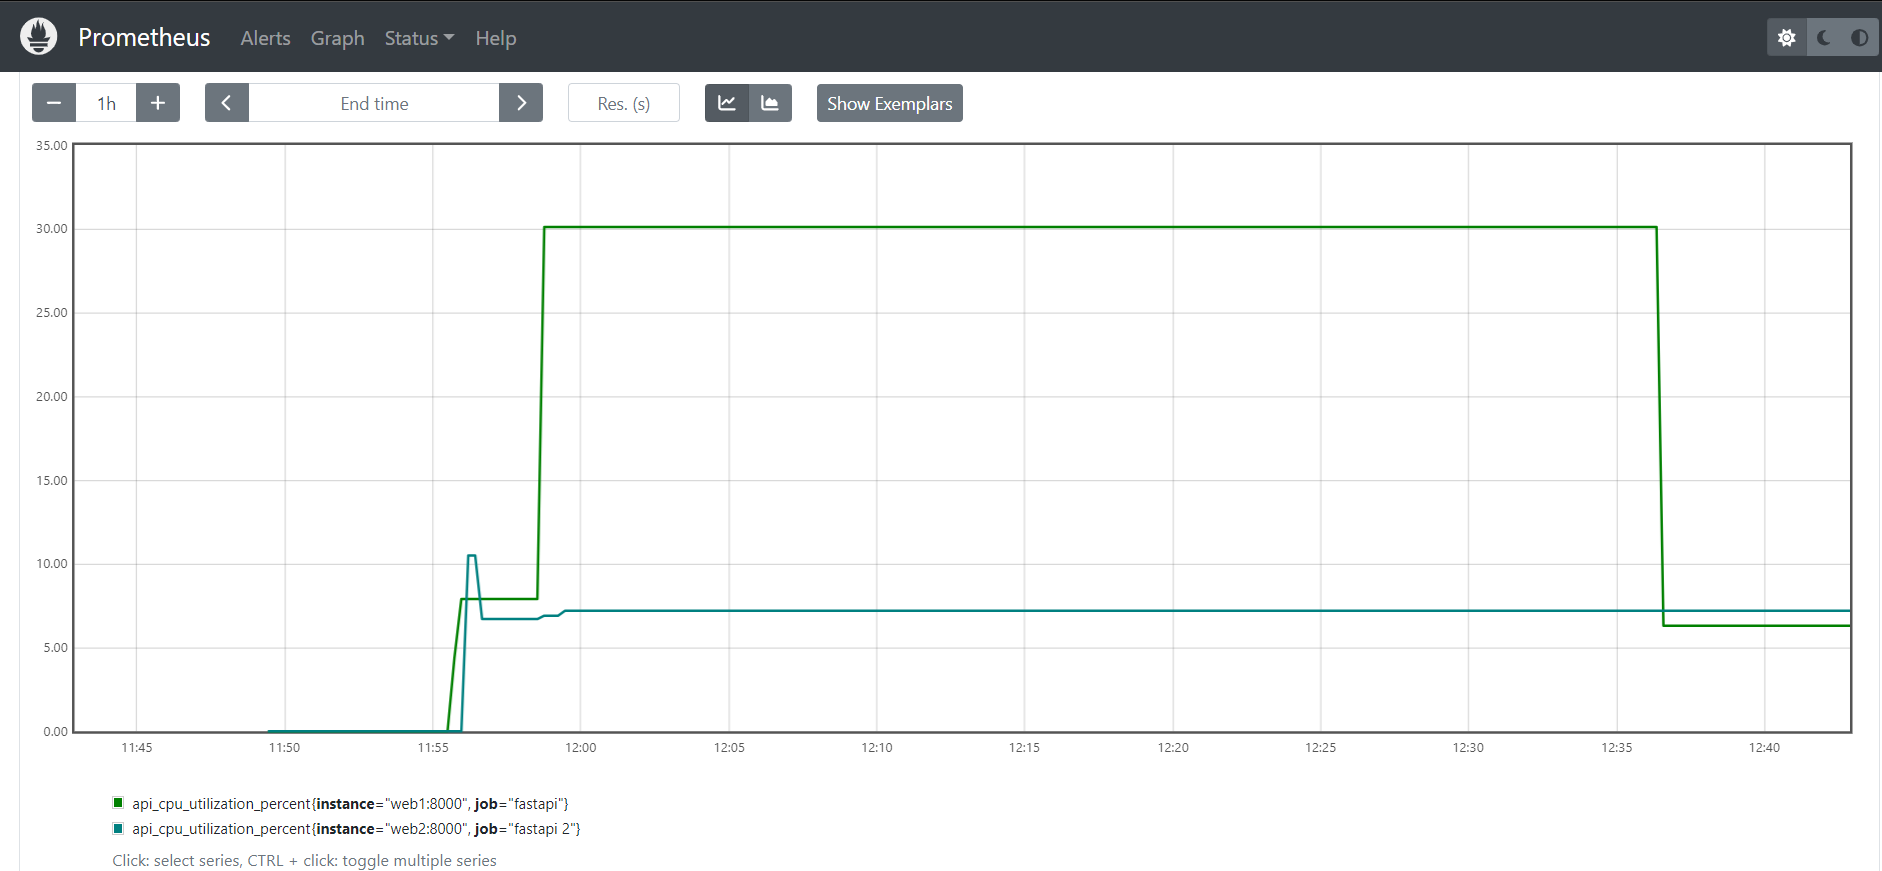 Prometheus Alerts Graph Status Help
− 1h + < End time > Res. (s) Show Exemplars
35.00
30.00
25.00
20.00
15.00
10.00
5.00
0.00
11:45 11:50 11:55 12:00 12:05 12:10 12:15 12:20 12:25 12:30 12:35 12:40
api_cpu_utilization_percent{instance="web1:8000", job="fastapi"}
api_cpu_utilization_percent{instance="web2:8000", job="fastapi 2"}
Click: select series, CTRL + click: toggle multiple series